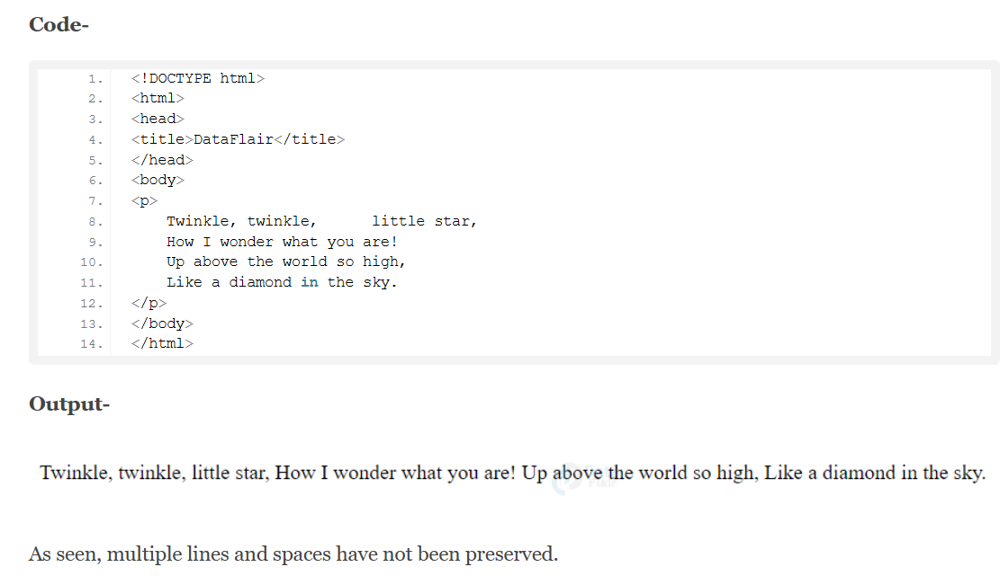 Code-
1. <!DOCTYPE html>
2. <html>
3. <head>
4. <title>DataFlair</title>
5. </head>
6. <body>
7. <p>
8.     Twinkle, twinkle,      little star,
9.     How I wonder what you are!
10.     Up above the world so high,
11.     Like a diamond in the sky.
12. </p>
13. </body>
14. </html>
Output-
Twinkle, twinkle, little star, How I wonder what you are! Up above the world so high, Like a diamond in the sky.
As seen, multiple lines and spaces have not been preserved.